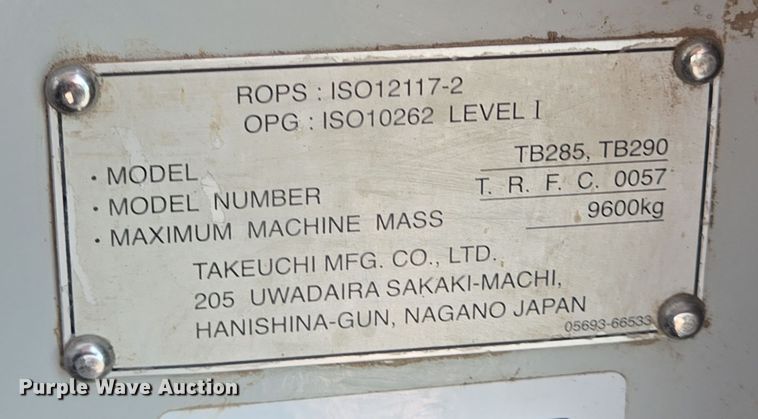 ROPS : ISO12117-2
OPG : ISO10262 LEVEL I
· MODEL TB285, TB290
· MODEL NUMBER T. R. F. C. 0057
· MAXIMUM MACHINE MASS 9600kg
TAKEUCHI MFG. CO., LTD.
205 UWADAIRA SAKAKI-MACHI,
HANISHINA-GUN, NAGANO JAPAN
05693-66533
Purple Wave Auction